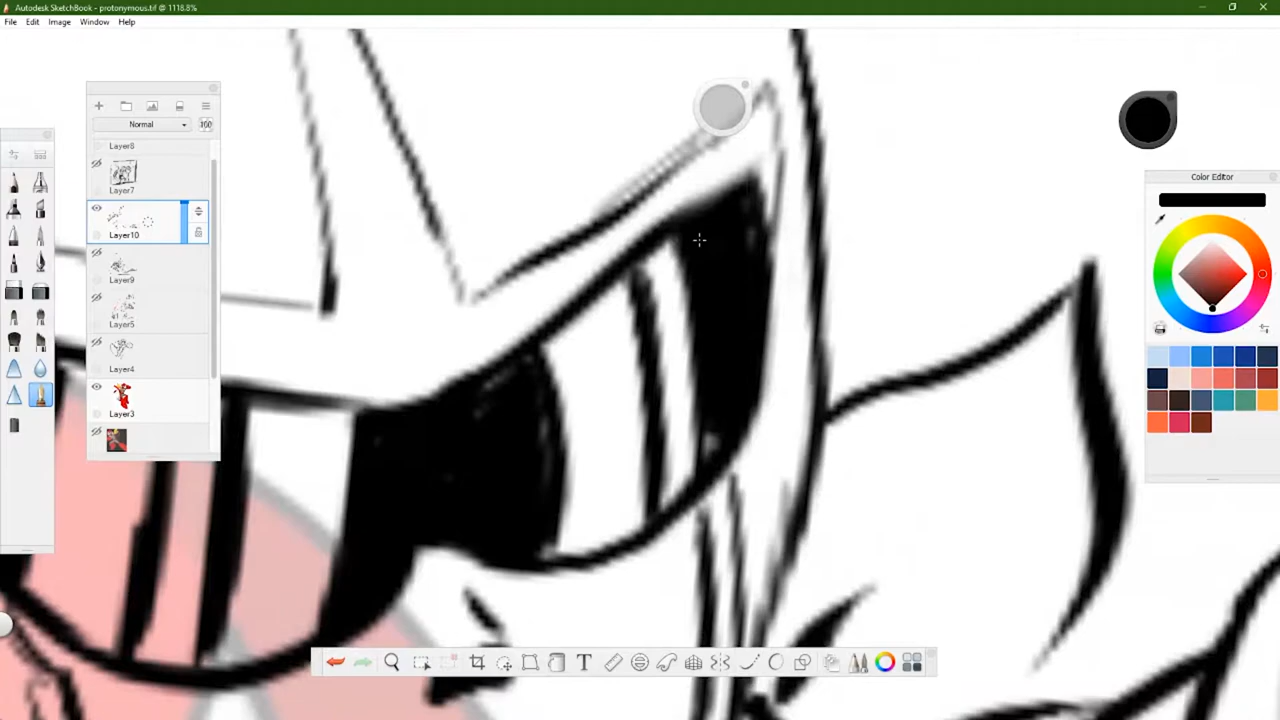 Autodesk SketchBook - protonymous.tif @ 1118.8%
File Edit Image Window Help
Normal 100
Layer8
Layer7
Layer10
Layer9
Layer5
Layer4
Layer3
Color Editor
T